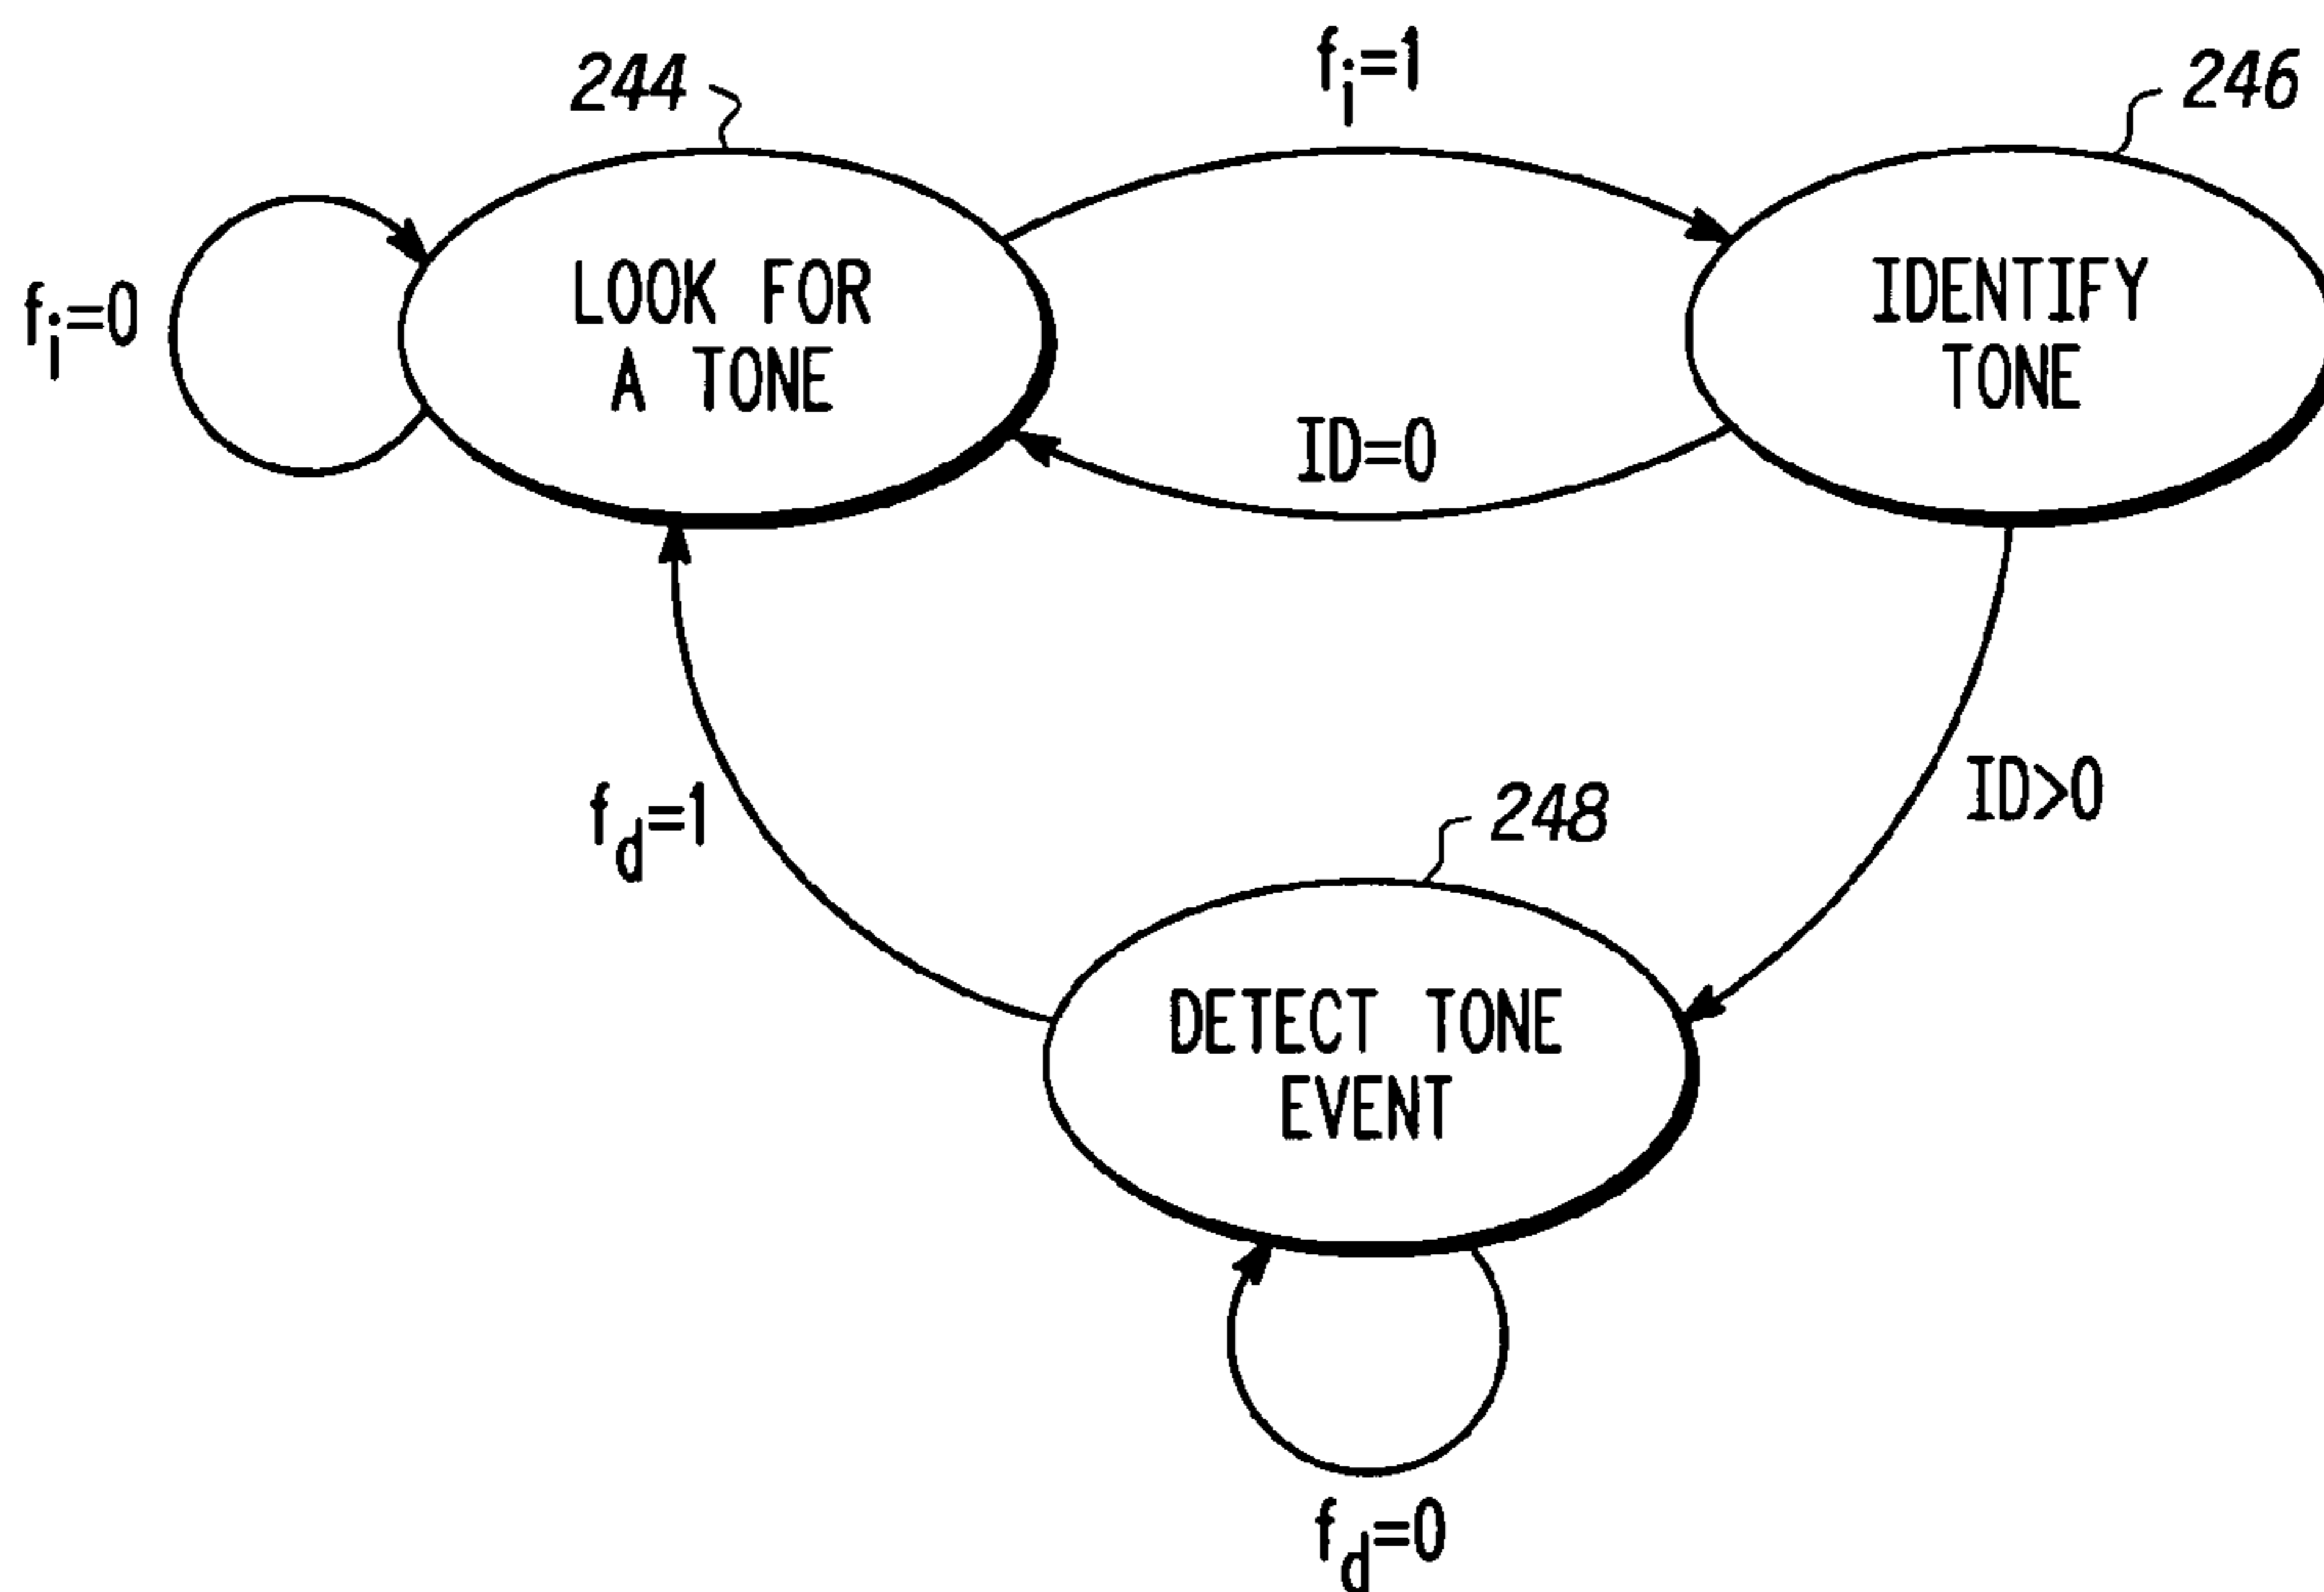 244
f_i=1
246
f_i=0
LOOK FOR
A TONE
IDENTIFY
TONE
ID=0
f_d=1
ID>0
248
DETECT TONE
EVENT
f_d=0